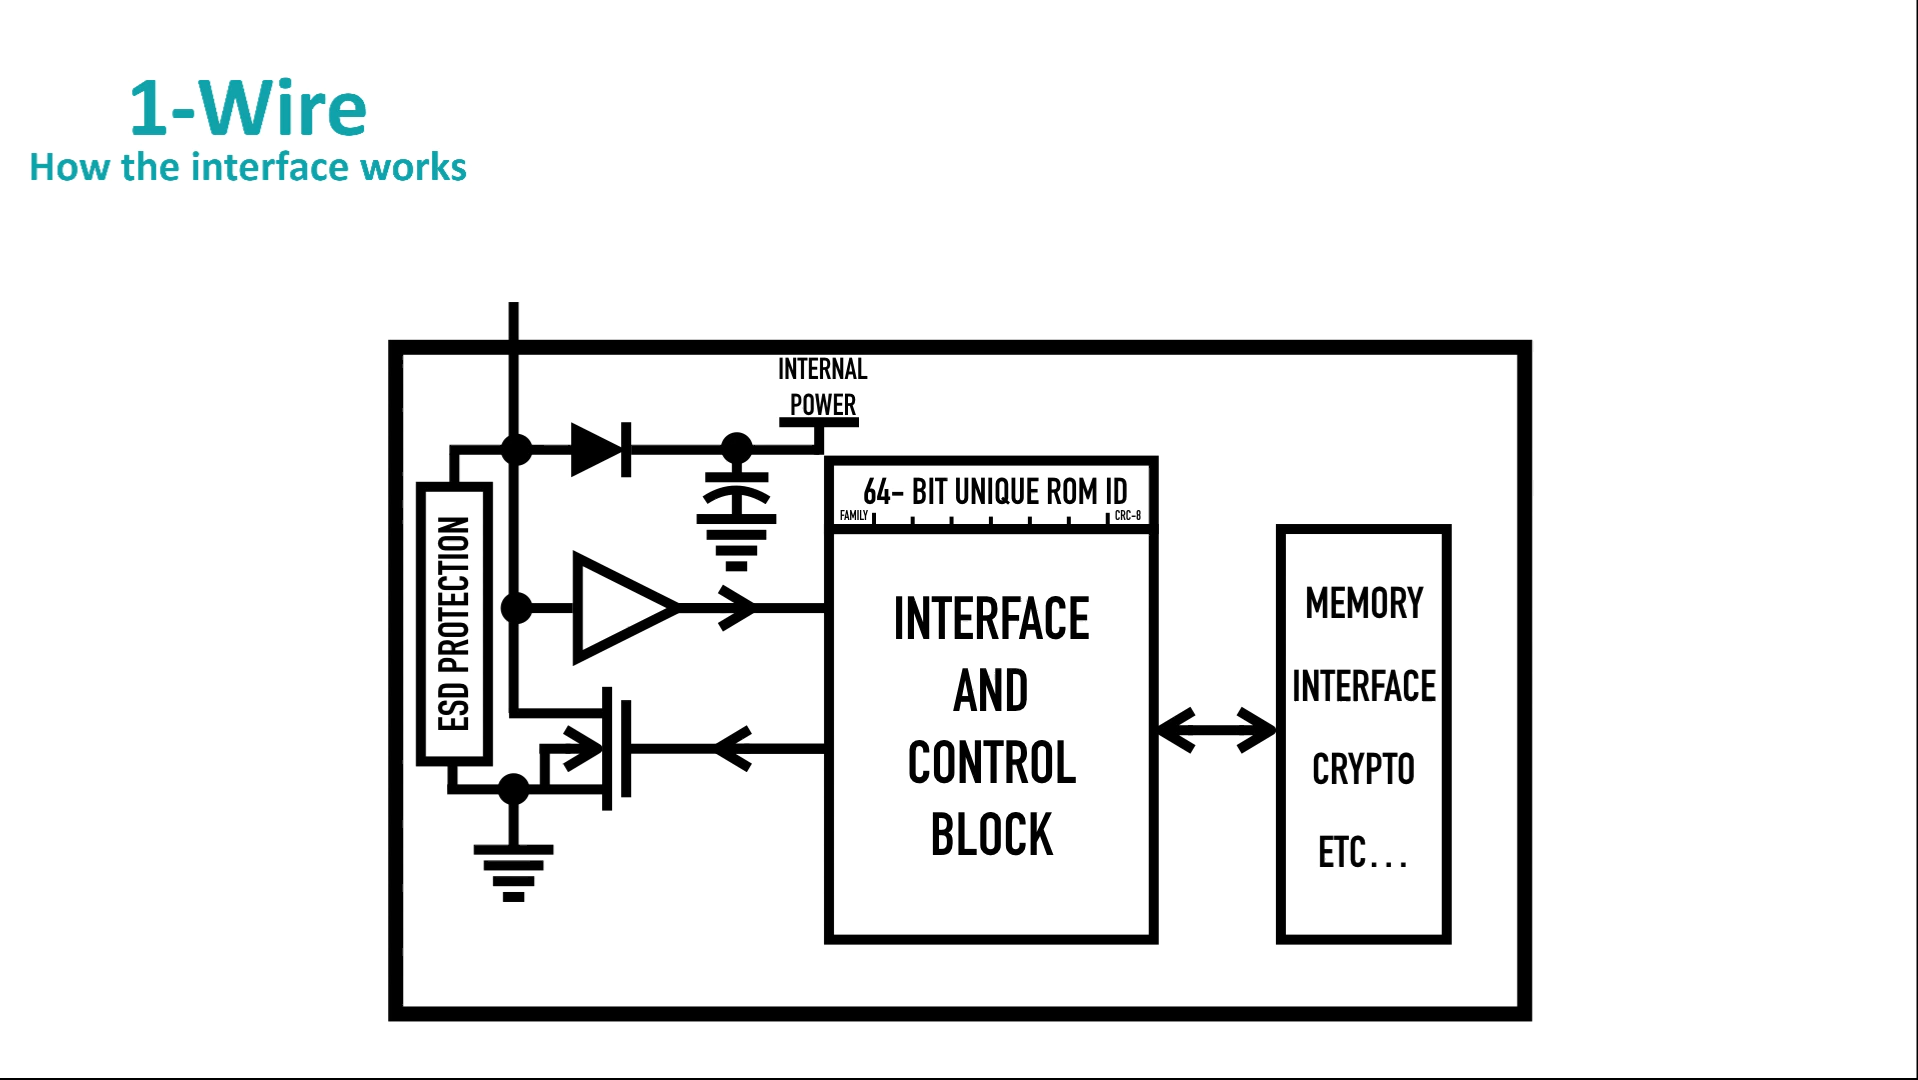 1-Wire
How the interface works
INTERNAL
POWER
64- BIT UNIQUE ROM ID
FAMILY
CRC-8
ESD PROTECTION
INTERFACE
AND
CONTROL
BLOCK
MEMORY
INTERFACE
CRYPTO
ETC...